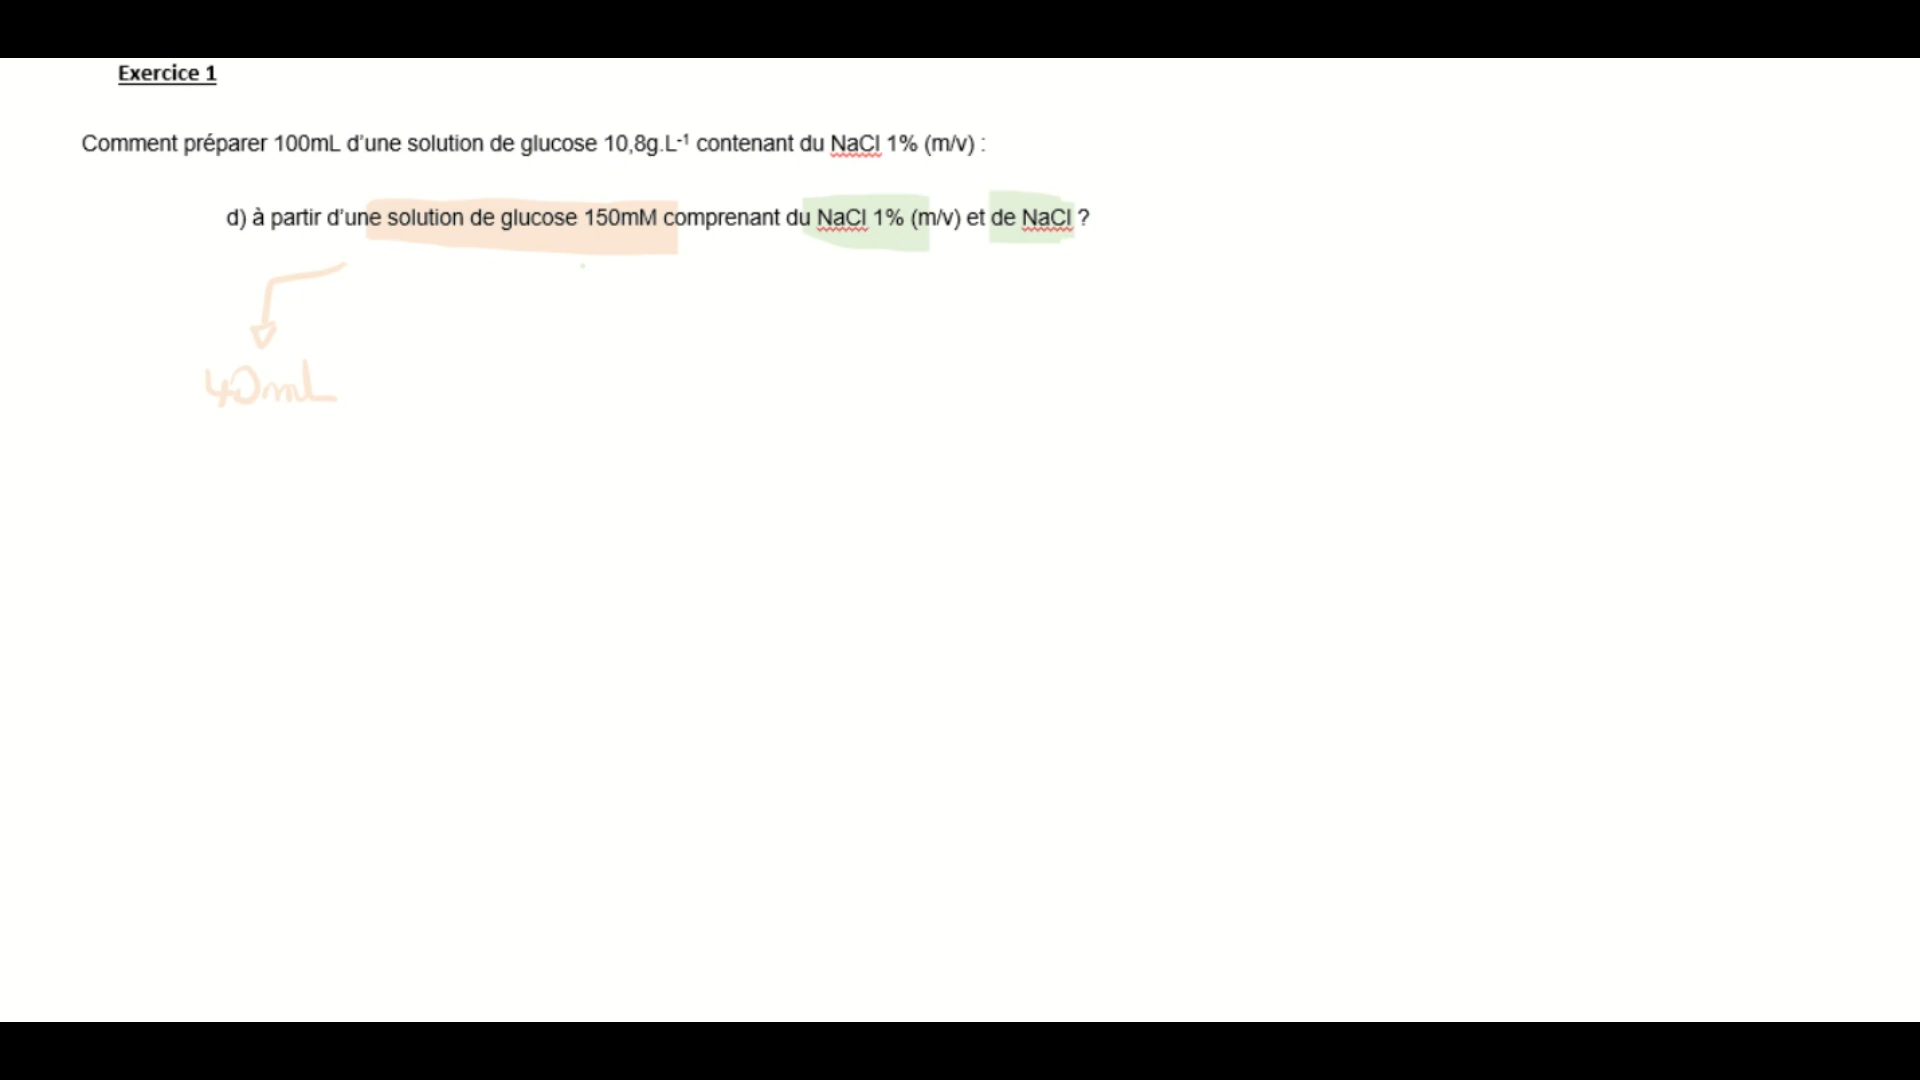 Exercice 1
Comment préparer 100mL d'une solution de glucose 10,8g.L⁻¹ contenant du NaCl 1% (m/v) :
d) à partir d'une solution de glucose 150mM comprenant du NaCl 1% (m/v) et de NaCl ?
40mL